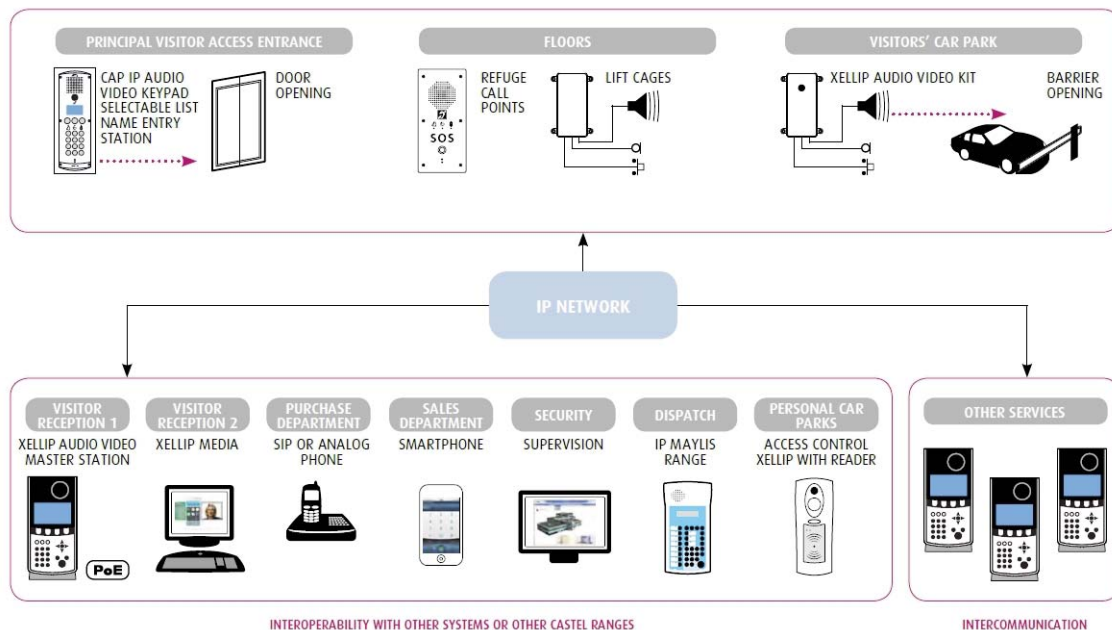 PRINCIPAL VISITOR ACCESS ENTRANCE
CAP IP AUDIO
VIDEO KEYPAD
SELECTABLE LIST
NAME ENTRY
STATION
DOOR
OPENING
FLOORS
REFUGE
CALL
POINTS
SOS
LIFT CAGES
VISITORS' CAR PARK
XELLIP AUDIO VIDEO KIT
BARRIER
OPENING
IP NETWORK
VISITOR
RECEPTION 1
XELLIP AUDIO VIDEO
MASTER STATION
PoE
VISITOR
RECEPTION 2
XELLIP MEDIA
PURCHASE
DEPARTMENT
SIP OR ANALOG
PHONE
SALES
DEPARTMENT
SMARTPHONE
SECURITY
SUPERVISION
DISPATCH
IP MAYLIS
RANGE
PERSONAL CAR
PARKS
ACCESS CONTROL
XELLIP WITH READER
OTHER SERVICES
INTEROPERABILITY WITH OTHER SYSTEMS OR OTHER CASTEL RANGES
INTERCOMMUNICATION